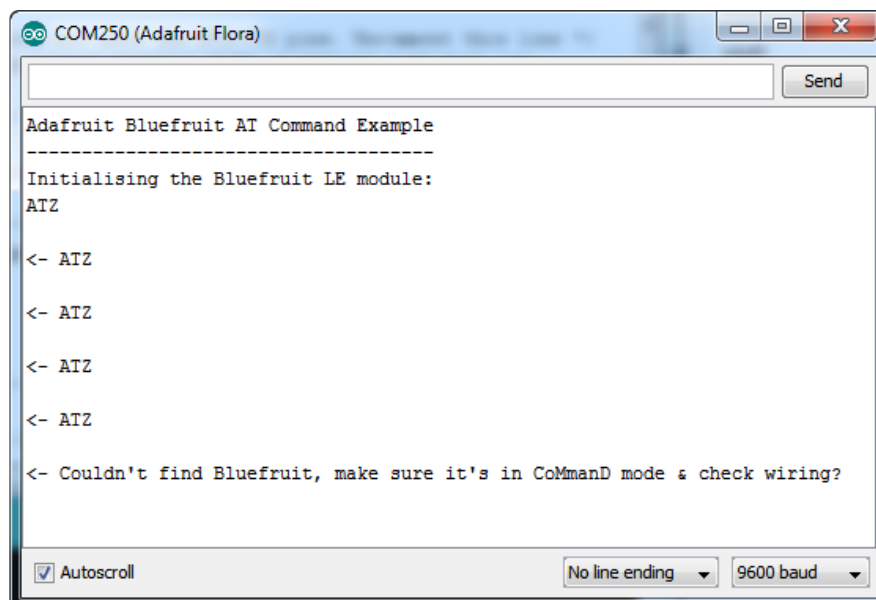 COM250 (Adafruit Flora)
Send
Adafruit Bluefruit AT Command Example
-------------------------------------
Initialising the Bluefruit LE module:
ATZ
<- ATZ
<- ATZ
<- ATZ
<- ATZ
<- Couldn't find Bluefruit, make sure it's in CoMmanD mode & check wiring?
Autoscroll
No line ending
9600 baud